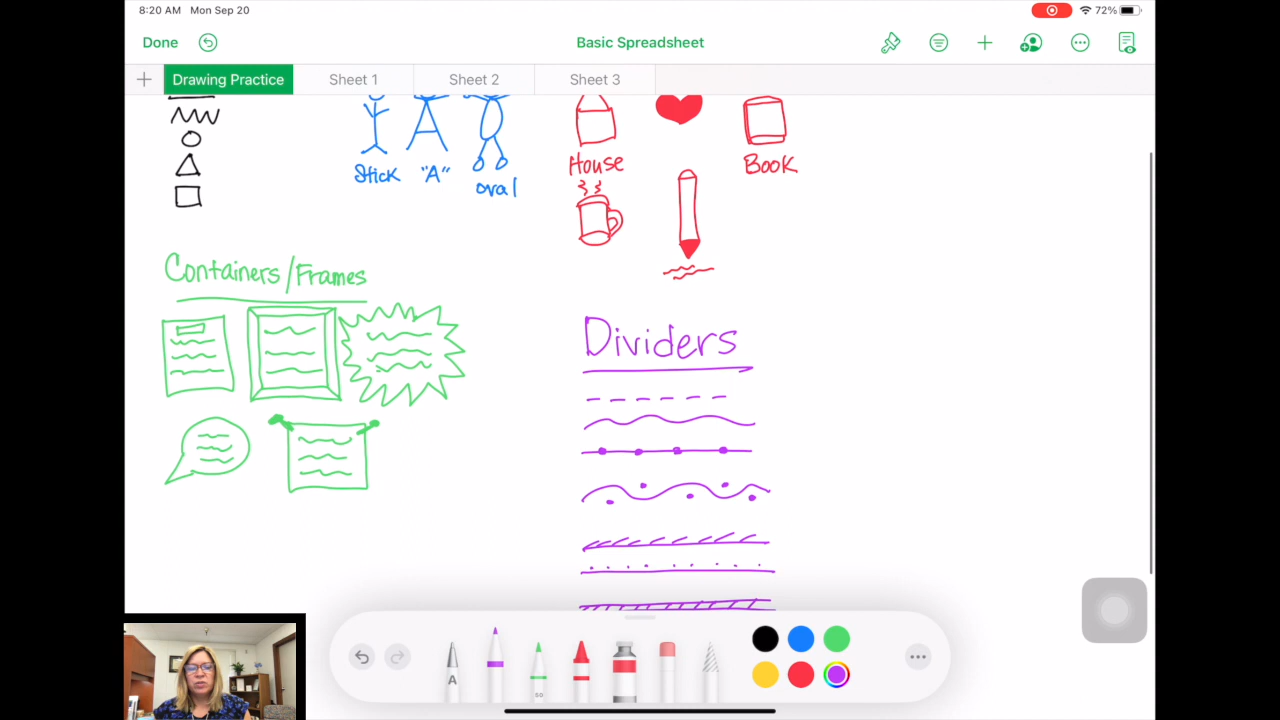 8:20 AM Mon Sep 20
72%
Done
Basic Spreadsheet
Drawing Practice
Sheet 1
Sheet 2
Sheet 3
Stick "A" oval
House
Book
Containers/Frames
Dividers
A
50